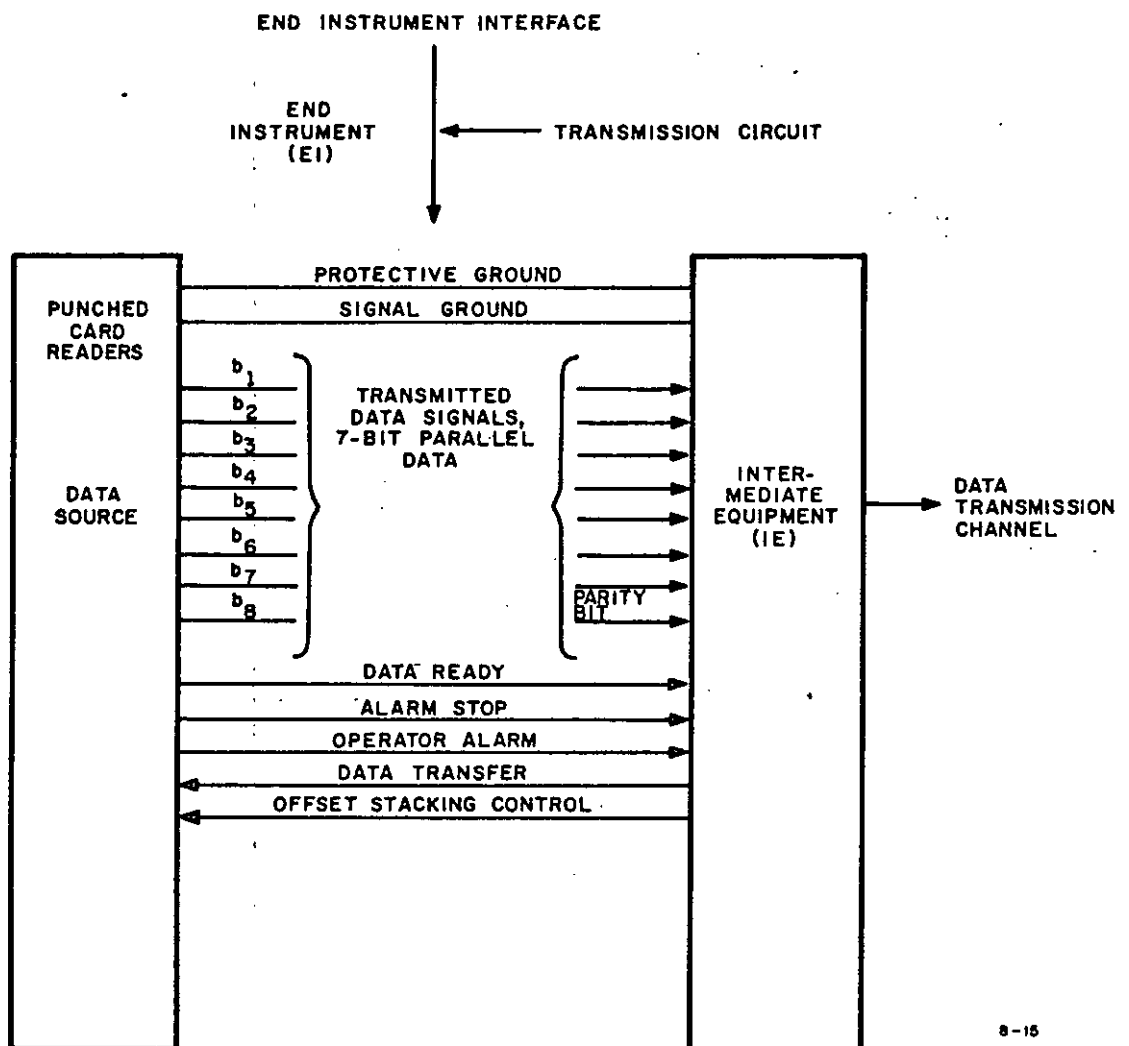 END INSTRUMENT INTERFACE
END
INSTRUMENT
(EI)
TRANSMISSION CIRCUIT
PROTECTIVE GROUND
SIGNAL GROUND
PUNCHED
CARD
READERS
b1
b2
b3
b4
b5
b6
b7
b8
TRANSMITTED
DATA SIGNALS,
7-BIT PARALLEL
DATA
PARITY
BIT
DATA
SOURCE
INTER-
MEDIATE
EQUIPMENT
(IE)
DATA
TRANSMISSION
CHANNEL
DATA READY
ALARM STOP
OPERATOR ALARM
DATA TRANSFER
OFFSET STACKING CONTROL
8-15